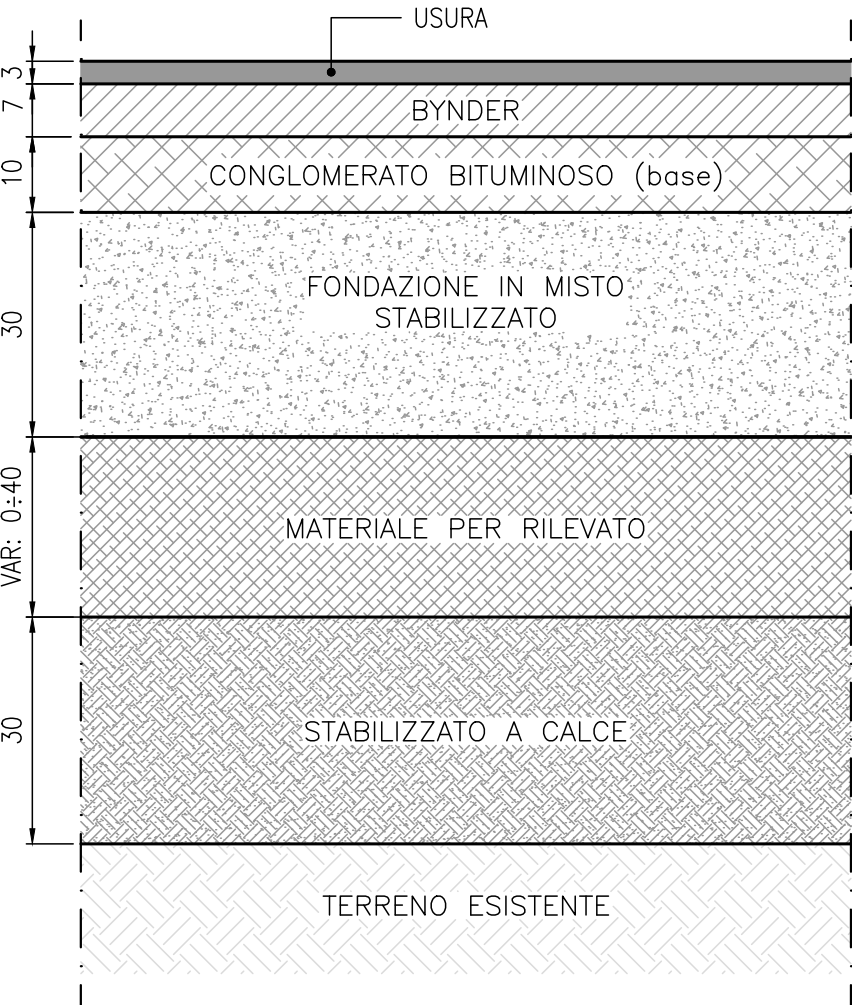 USURA
3
7
BYNDER
10
CONGLOMERATO BITUMINOSO (base)
30
FONDAZIONE IN MISTO
STABILIZZATO
VAR: 0÷40
MATERIALE PER RILEVATO
30
STABILIZZATO A CALCE
TERRENO ESISTENTE